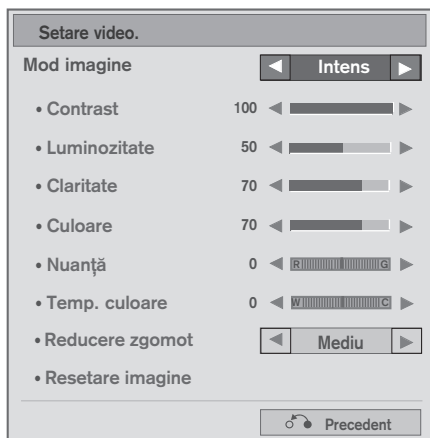 Setare video.
Mod imagine ◄ Intens ►
• Contrast 100 ◄ ►
• Luminozitate 50 ◄ ►
• Claritate 70 ◄ ►
• Culoare 70 ◄ ►
• Nuanță 0 ◄ R G ►
• Temp. culoare 0 ◄ W C ►
• Reducere zgomot ◄ Mediu ►
• Resetare imagine
Precedent